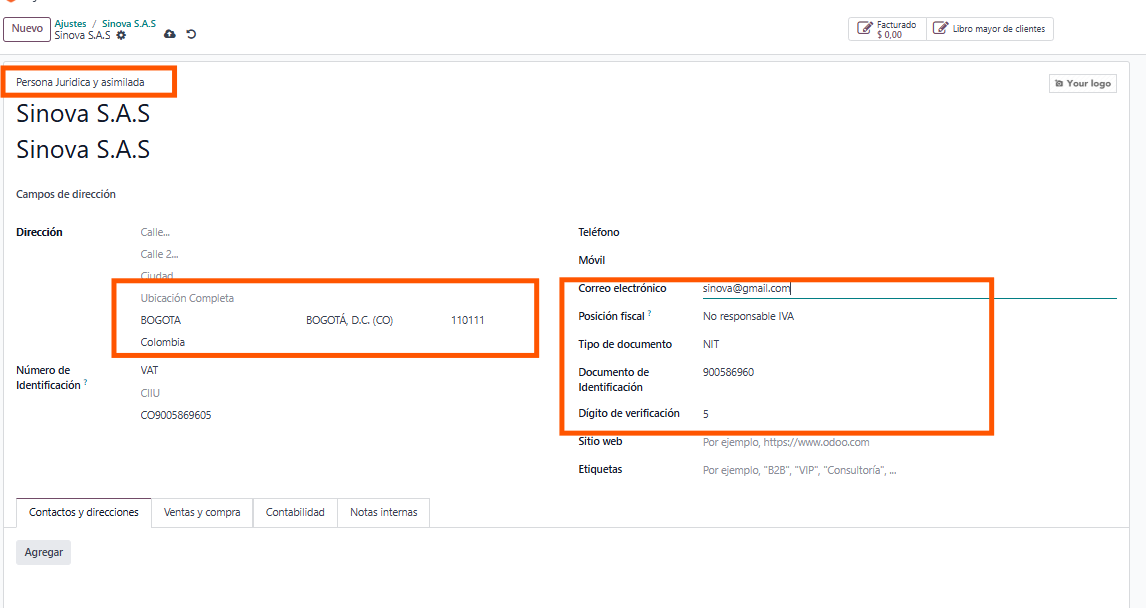 Nuevo
Ajustes / Sinova S.A.S
Sinova S.A.S
Facturado
$ 0,00
Libro mayor de clientes
Persona Juridica y asimilada
Your logo
Sinova S.A.S
Sinova S.A.S
Campos de dirección
Dirección
Calle...
Calle 2...
Ciudad
Ubicación Completa
BOGOTA BOGOTÁ, D.C. (CO) 110111
Colombia
Número de Identificación ?
VAT
CIIU
CO9005869605
Teléfono
Móvil
Correo electrónico sinova@gmail.com
Posición fiscal ? No responsable IVA
Tipo de documento NIT
Documento de Identificación 900586960
Dígito de verificación 5
Sitio web Por ejemplo, https://www.odoo.com
Etiquetas Por ejemplo, "B2B", "VIP", "Consultoría", ...
Contactos y direcciones Ventas y compra Contabilidad Notas internas
Agregar